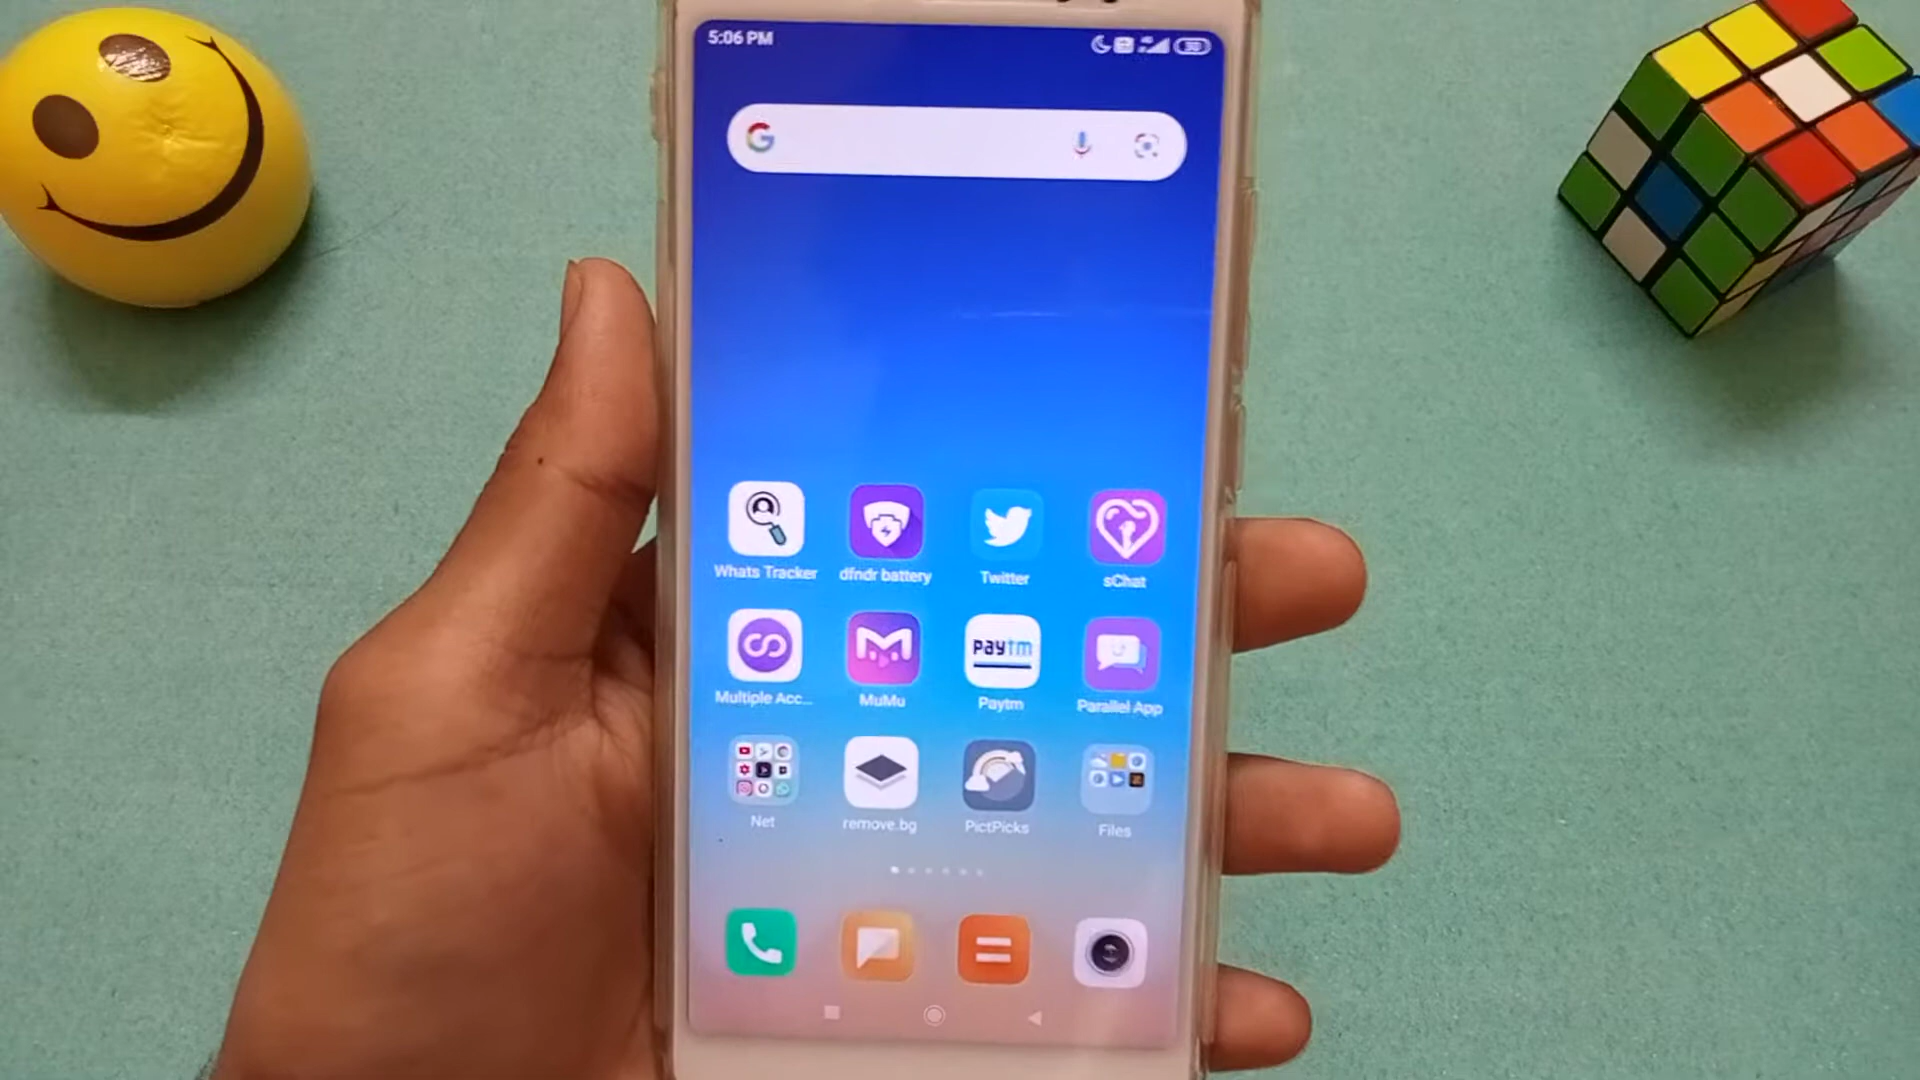 5:06 PM
30
Whats Tracker
dfndr battery
Twitter
sChat
Multiple Acc...
MuMu
paytm
Paytm
Parallel App
Net
remove.bg
PictPicks
Files